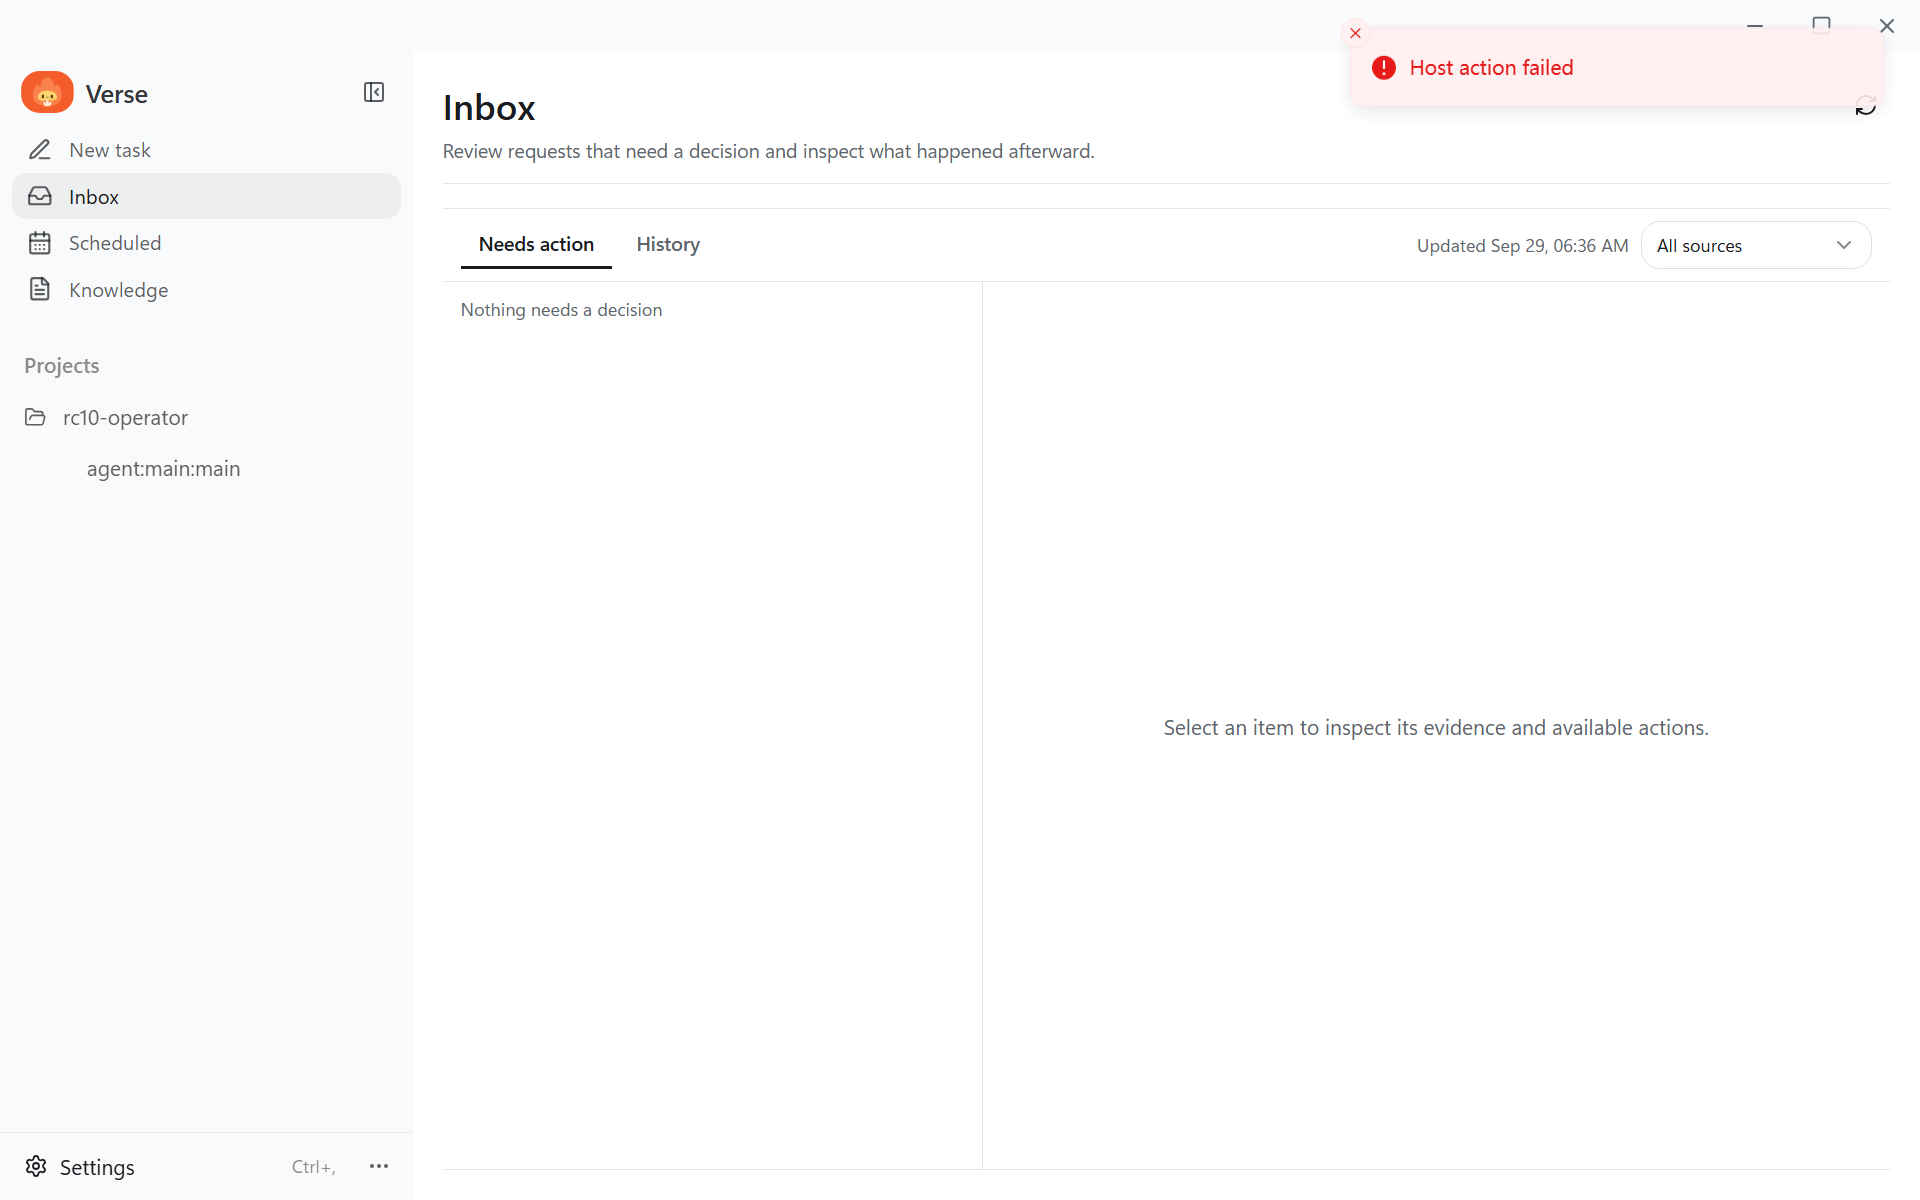 Host action failed
Verse
New task
Inbox
Scheduled
Knowledge
Projects
rc10-operator
agent:main:main
Settings
Ctrl+,
Inbox
Review requests that need a decision and inspect what happened afterward.
Needs action
History
Updated Sep 29, 06:36 AM
All sources
Nothing needs a decision
Select an item to inspect its evidence and available actions.